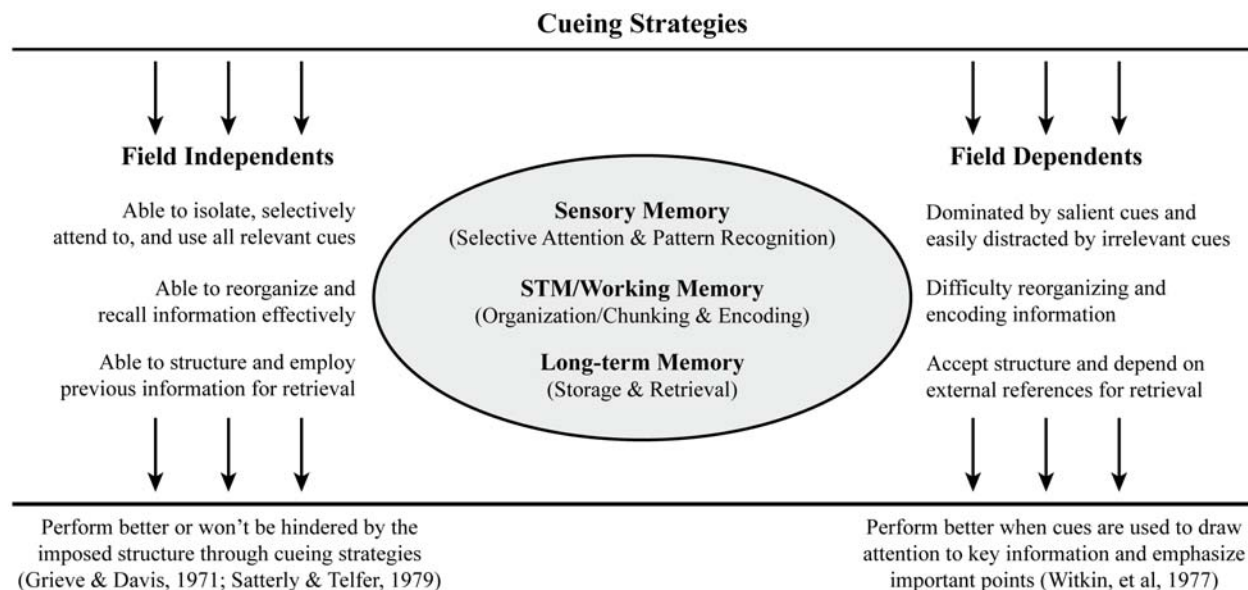 Cueing Strategies
Field Independents
Able to isolate, selectively
attend to, and use all relevant cues
Able to reorganize and
recall information effectively
Able to structure and employ
previous information for retrieval
Sensory Memory
(Selective Attention & Pattern Recognition)
STM/Working Memory
(Organization/Chunking & Encoding)
Long-term Memory
(Storage & Retrieval)
Field Dependents
Dominated by salient cues and
easily distracted by irrelevant cues
Difficulty reorganizing and
encoding information
Accept structure and depend on
external references for retrieval
Perform better or won’t be hindered by the
imposed structure through cueing strategies
(Grieve & Davis, 1971; Satterly & Telfer, 1979)
Perform better when cues are used to draw
attention to key information and emphasize
important points (Witkin, et al, 1977)